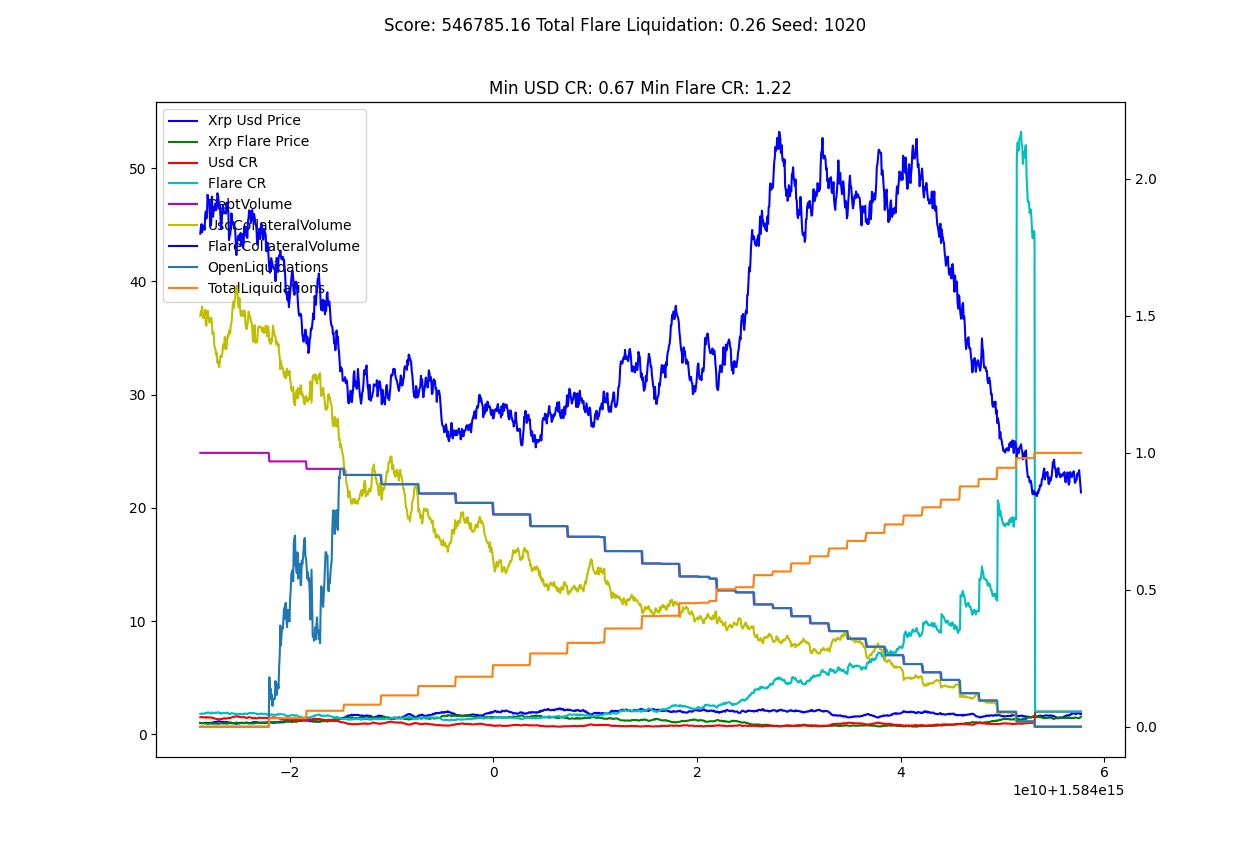 Score: 546785.16 Total Flare Liquidation: 0.26 Seed: 1020
Min USD CR: 0.67 Min Flare CR: 1.22
Xrp Usd Price
Xrp Flare Price
Usd CR
Flare CR
DebtVolume
UsdCollateralVolume
FlareCollateralVolume
OpenLiquidations
TotalLiquidations
50
40
30
20
10
0
2.0
1.5
1.0
0.5
0.0
−2
0
2
4
6
1e10+1.584e15